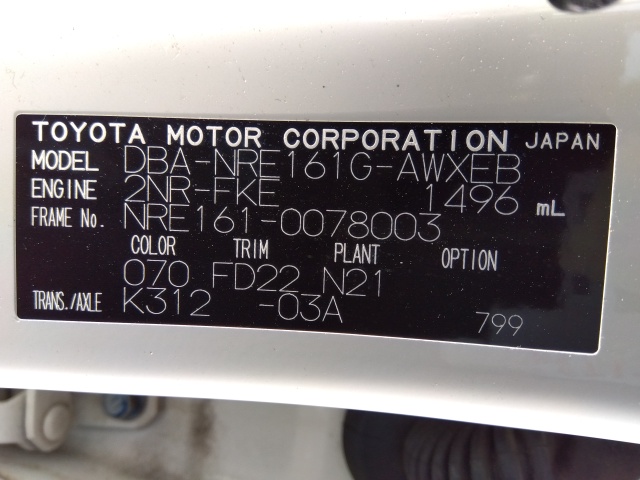 TOYOTA MOTOR CORPORATION JAPAN
MODEL DBA-NRE161G-AWXEB
ENGINE 2NR-FKE 1496 mL
FRAME No. NRE161-0078003
COLOR TRIM PLANT OPTION
070 FD22 N21
TRANS./AXLE K312 -03A
799